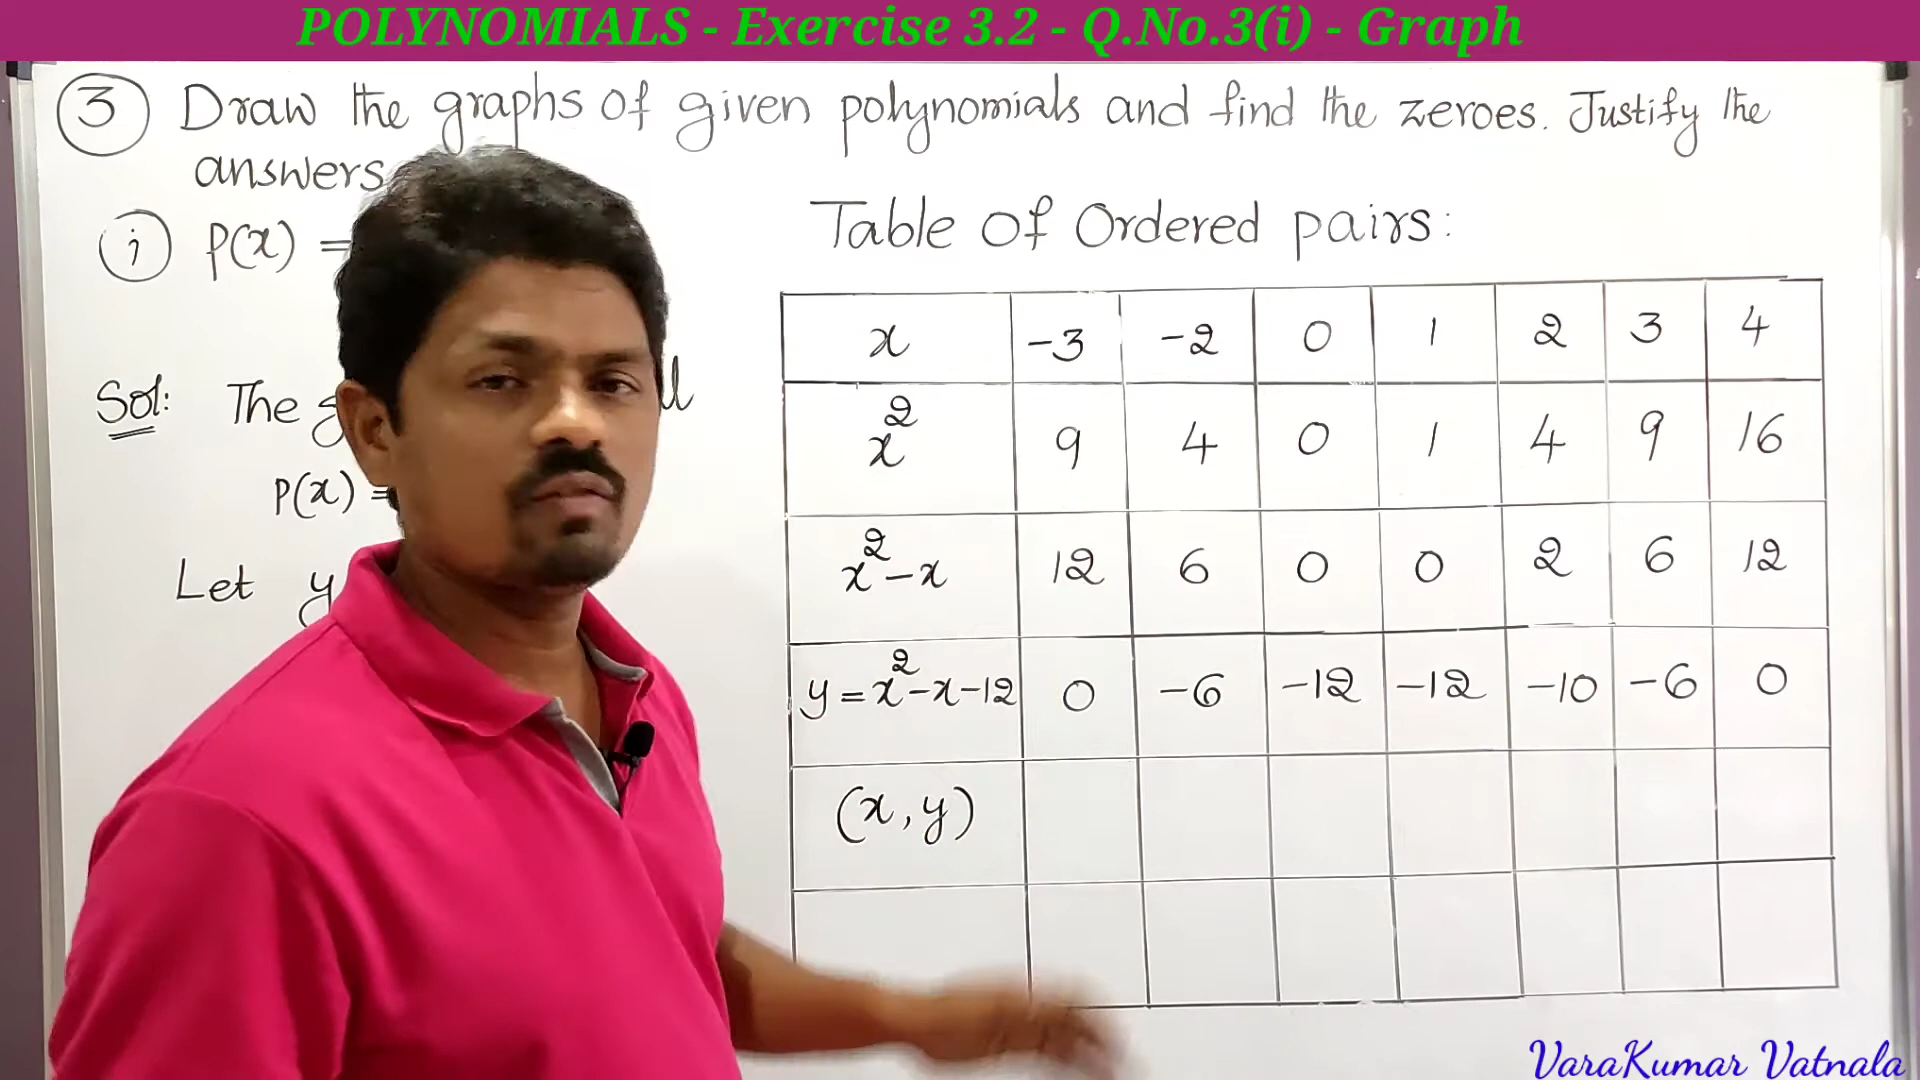 POLYNOMIALS - Exercise 3.2 - Q.No.3(i) - Graph
3 Draw the graphs of given polynomials and find the zeroes. Justify the
answers
i p(x) =
Sol: The
p(x) =
Let y
Table of Ordered pairs:
x -3 -2 0 1 2 3 4
x² 9 4 0 1 4 9 16
x²-x 12 6 0 0 2 6 12
y=x²-x-12 0 -6 -12 -12 -10 -6 0
(x, y)
VaraKumar Vatnala